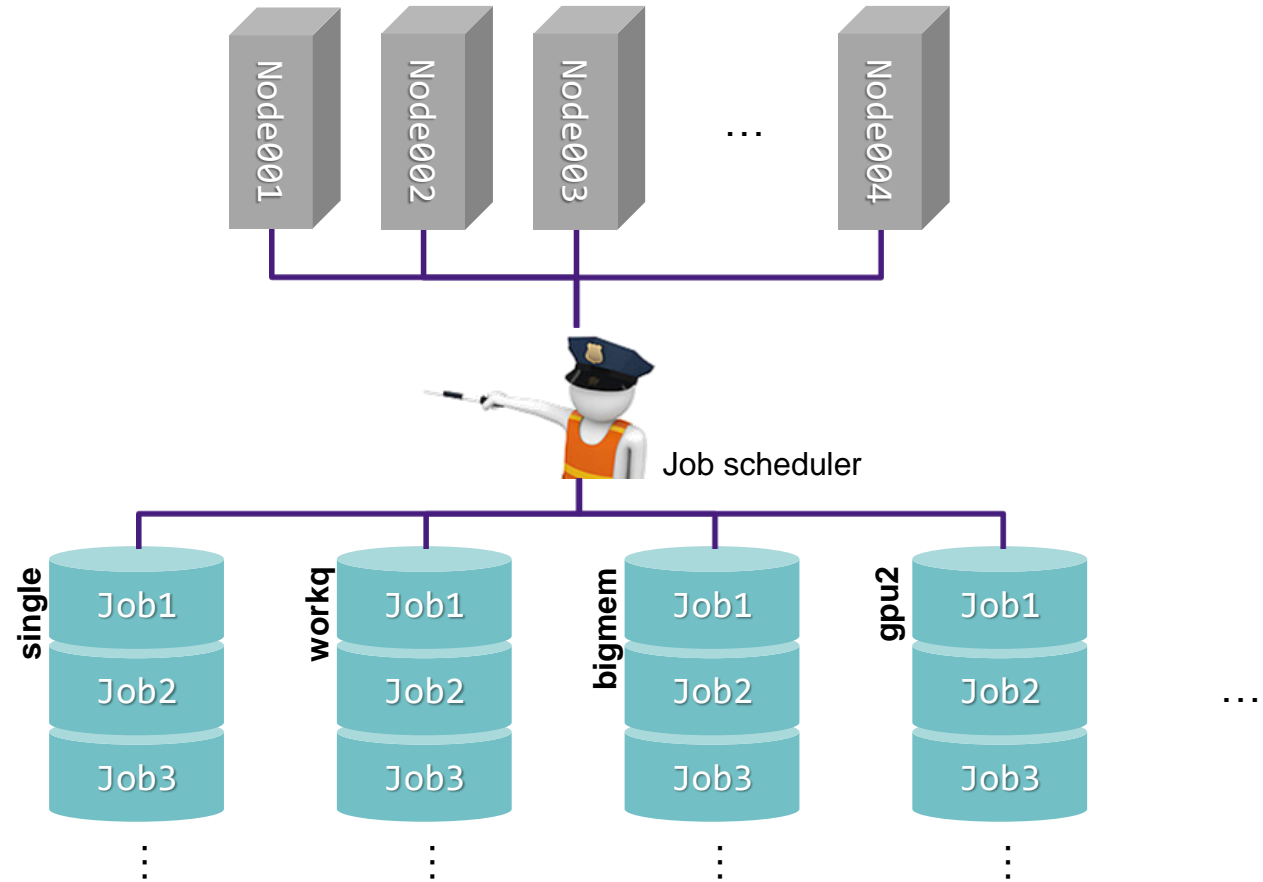 Node001
Node002
Node003
...
Node004
Job scheduler
single
Job1
Job2
Job3
...
workq
Job1
Job2
Job3
...
bigmem
Job1
Job2
Job3
...
gpu2
Job1
Job2
Job3
...
...